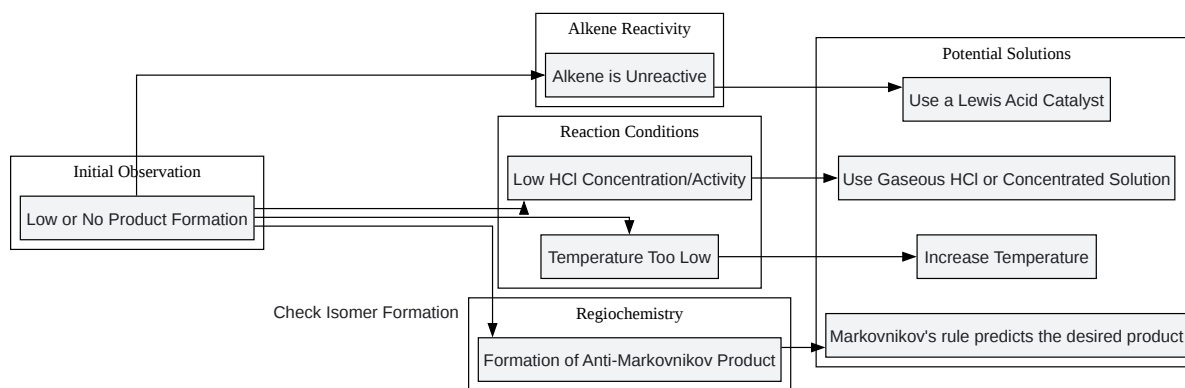 Alkene Reactivity
Alkene is Unreactive
Potential Solutions
Use a Lewis Acid Catalyst
Reaction Conditions
Initial Observation
Low HCl Concentration/Activity
Use Gaseous HCl or Concentrated Solution
Low or No Product Formation
Temperature Too Low
Increase Temperature
Check Isomer Formation
Regiochemistry
Markovnikov's rule predicts the desired product
Formation of Anti-Markovnikov Product